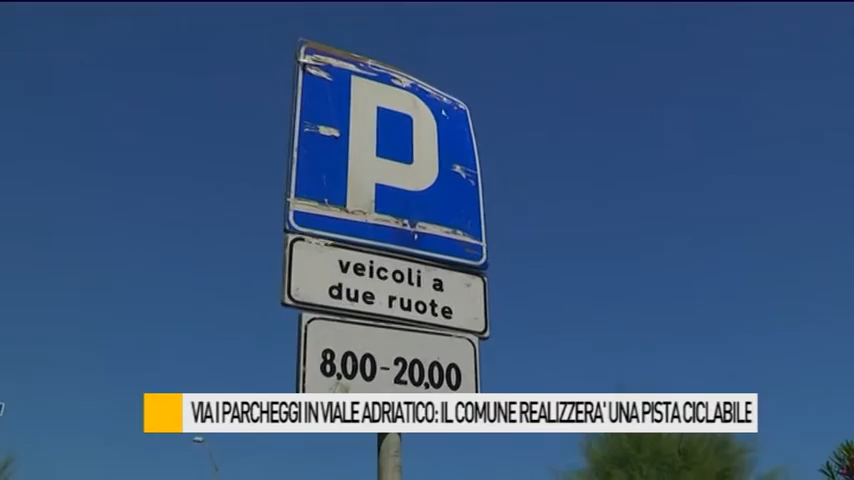 P
veicoli a
due ruote
8,00-20,00
VIA I PARCHEGGI IN VIALE ADRIATICO: IL COMUNE REALIZZERA' UNA PISTA CICLABILE